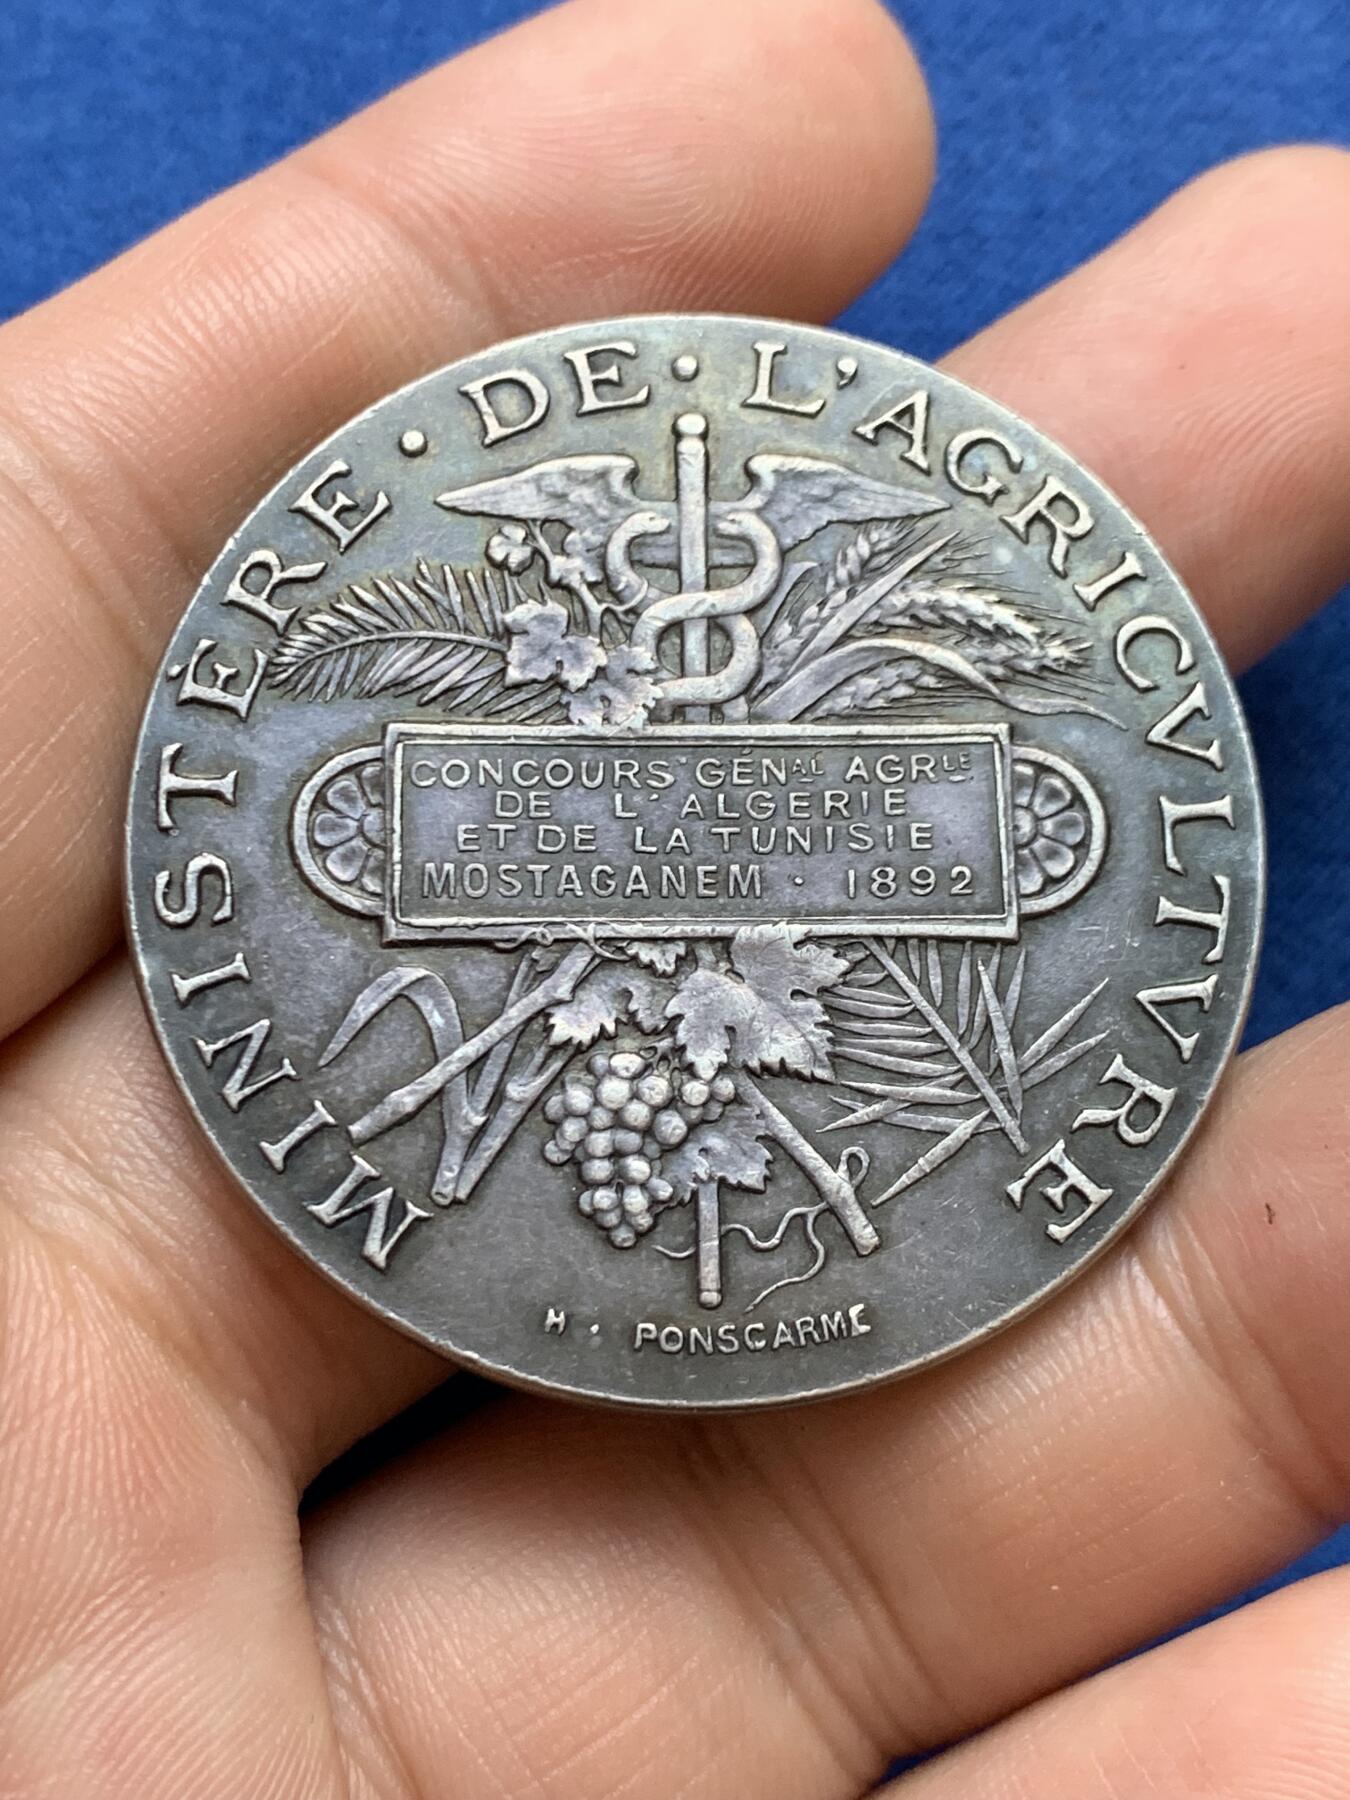 MINISTÈRE · DE · L'AGRICVLTVRE
CONCOURS GÉNAL AGRLE
DE L'ALGERIE
ET DE LA TUNISIE
MOSTAGANEM · 1892
H · PONSCARME